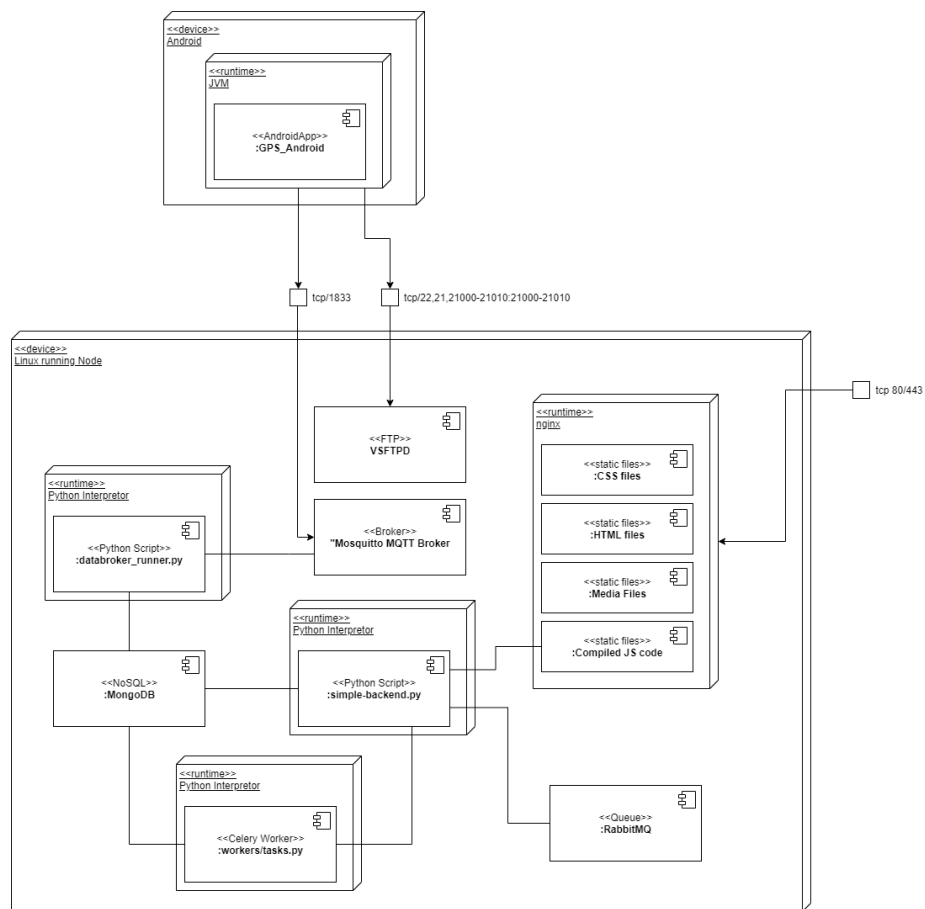 <<device>>
Android
<<runtime>>
JVM
<<AndroidApp>>
:GPS_Android
tcp/1833
tcp/22,21,21000-21010:21000-21010
<<device>>
Linux running Node
tcp 80/443
<<FTP>>
VSFTPD
<<runtime>>
nginx
<<static files>>
:CSS files
<<static files>>
:HTML files
<<static files>>
:Media Files
<<static files>>
:Compiled JS code
<<runtime>>
Python Interpretor
<<Python Script>>
:databroker_runner.py
<<Broker>>
"Mosquitto MQTT Broker
<<runtime>>
Python Interpretor
<<Python Script>>
:simple-backend.py
<<NoSQL>>
:MongoDB
<<runtime>>
Python Interpretor
<<Celery Worker>>
:workers/tasks.py
<<Queue>>
:RabbitMQ